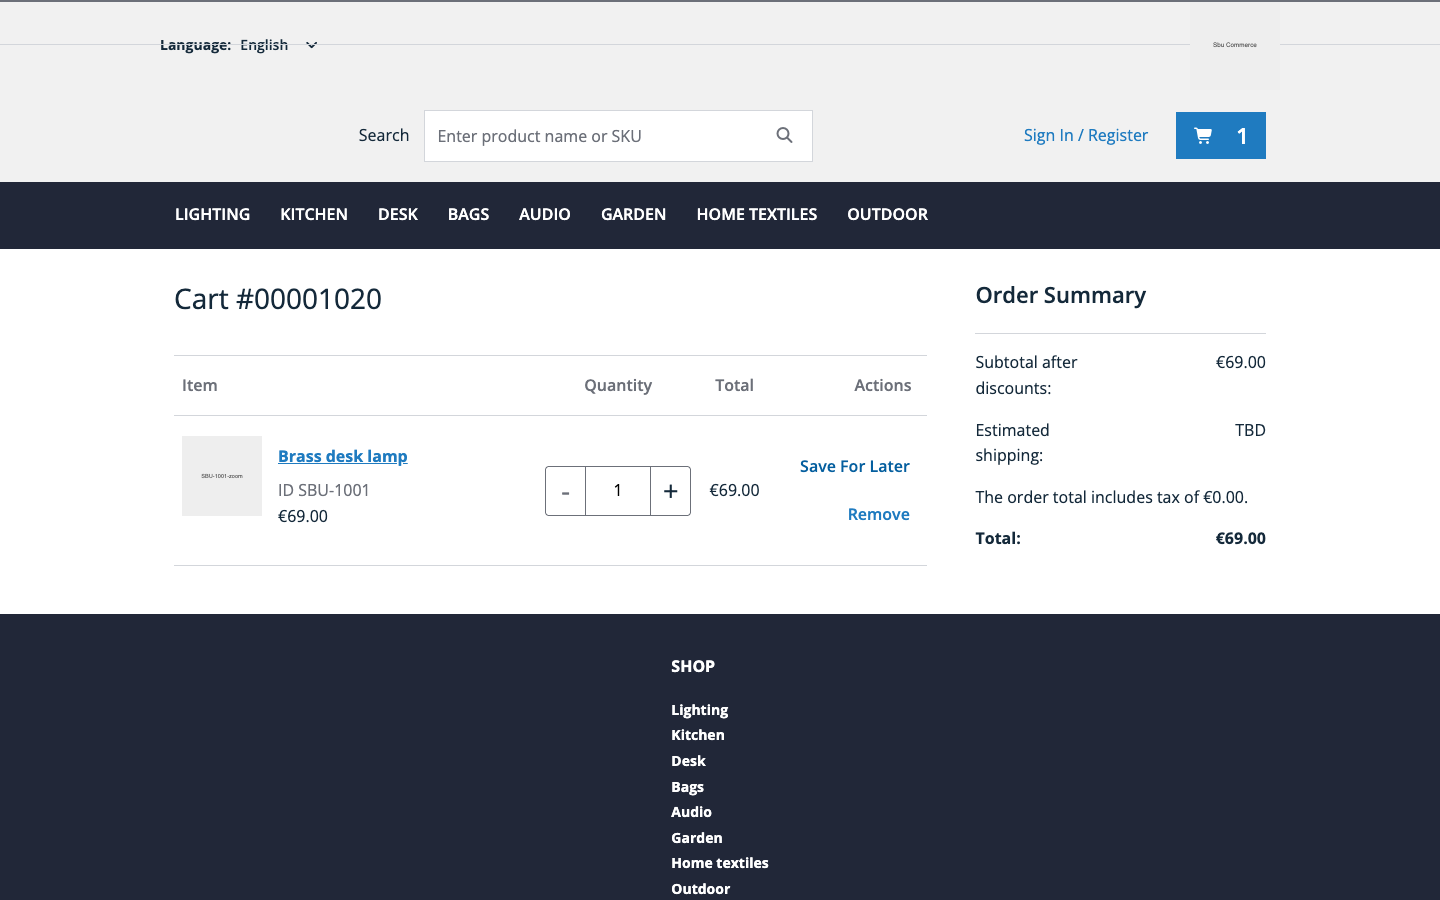 Language: English
Sbu Commerce
Search
Enter product name or SKU
Sign In / Register
1
LIGHTING KITCHEN DESK BAGS AUDIO GARDEN HOME TEXTILES OUTDOOR
Cart #00001020
Item Quantity Total Actions
SBU-1001-zoom
Brass desk lamp
ID SBU-1001
€69.00
- 1 +
€69.00
Save For Later
Remove
Order Summary
Subtotal after discounts: €69.00
Estimated shipping: TBD
The order total includes tax of €0.00.
Total: €69.00
SHOP
Lighting
Kitchen
Desk
Bags
Audio
Garden
Home textiles
Outdoor